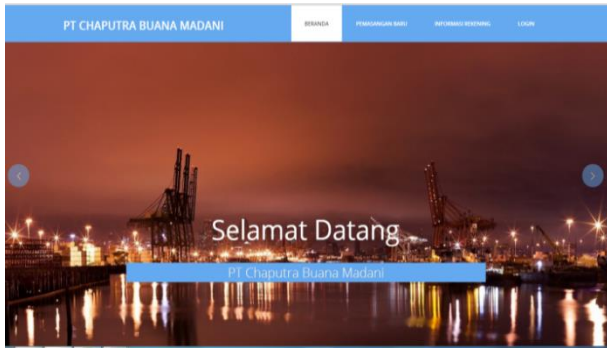 PT CHAPUTRA BUANA MADANI
BERANDA
PEMASANGAN BARU
INFORMASI REKENING
LOGIN
Selamat Datang
PT Chaputra Buana Madani